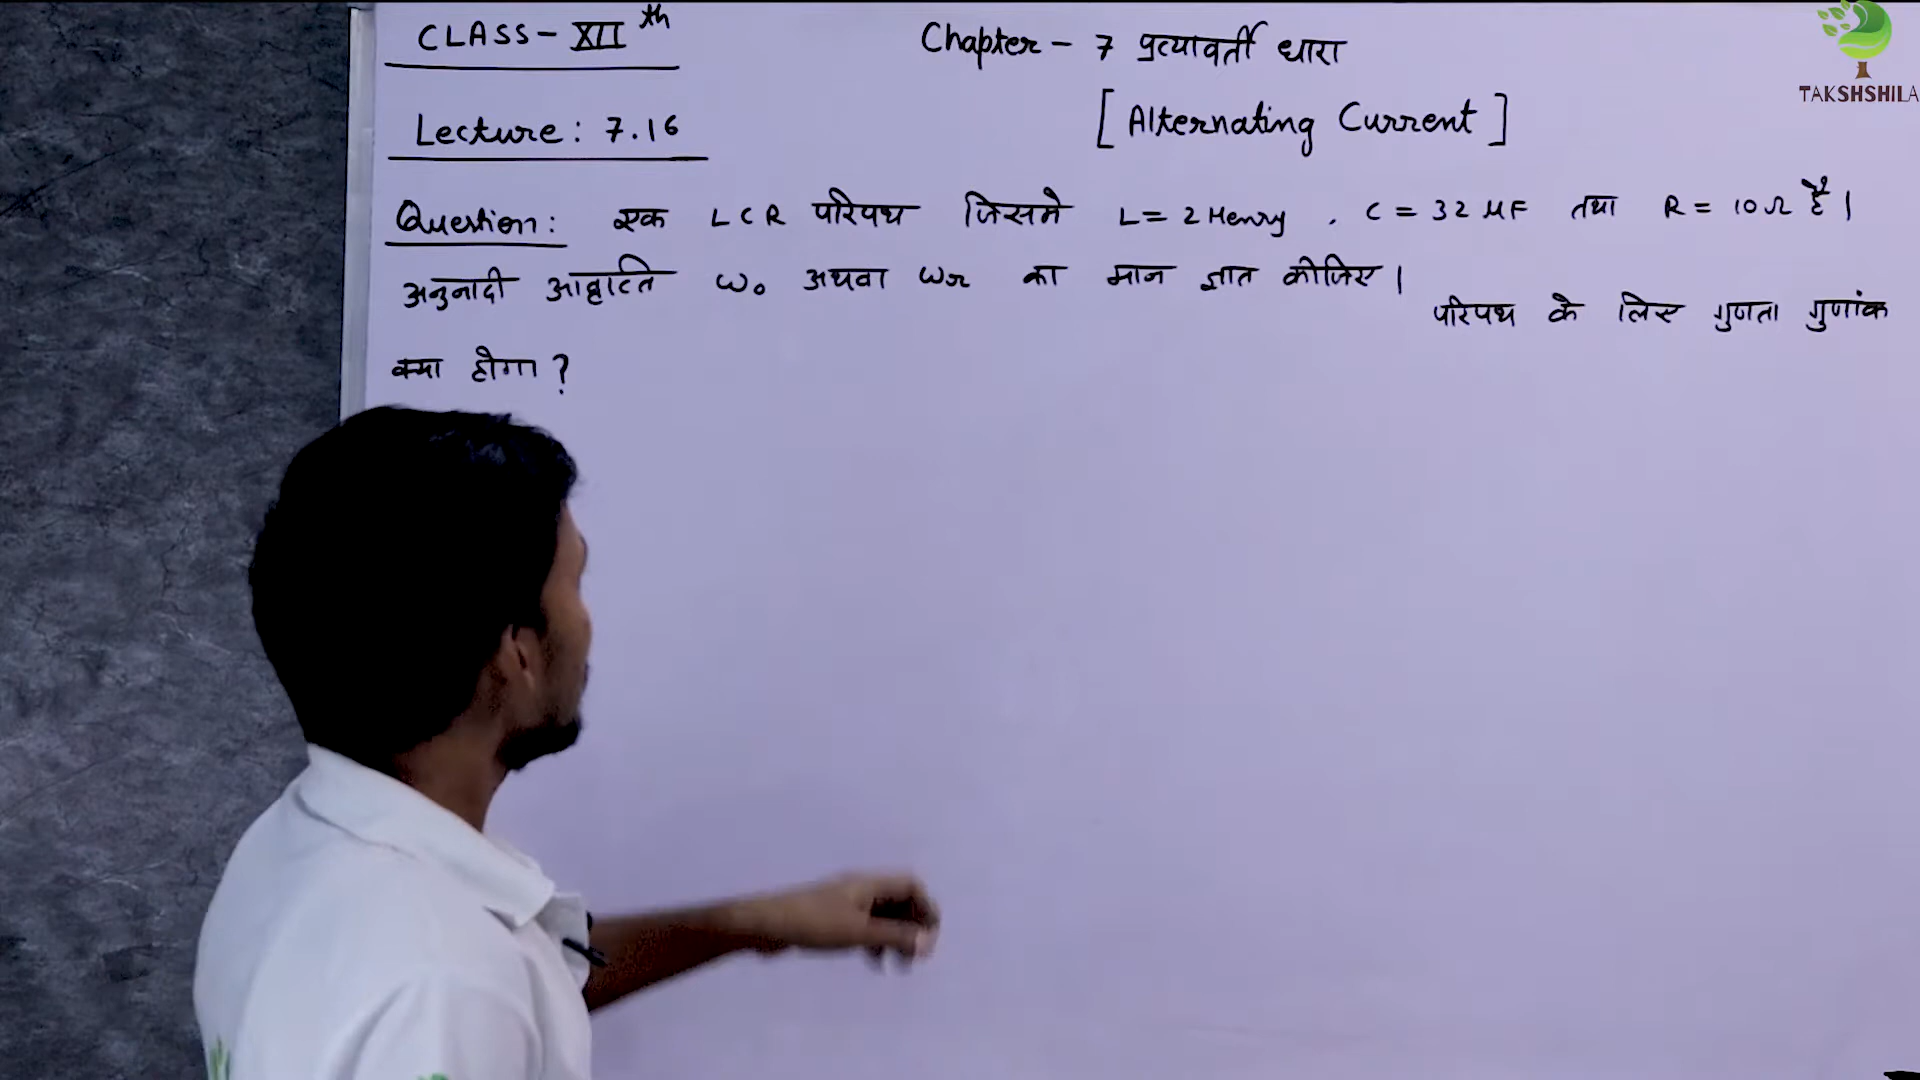 CLASS - XII th
Chapter - 7 प्रत्यावर्ती धारा
[ Alternating Current ]
Lecture: 7.16
Question: एक LCR परिपथ जिसमे L = 2 Henry , C = 32 μF तथा R = 10 Ω है।
अनुनादी आवृति ω₀ अथवा ωr का मान ज्ञात कीजिए।
परिपथ के लिए गुणता गुणांक
क्या होगा ?
TAKSHSHILA